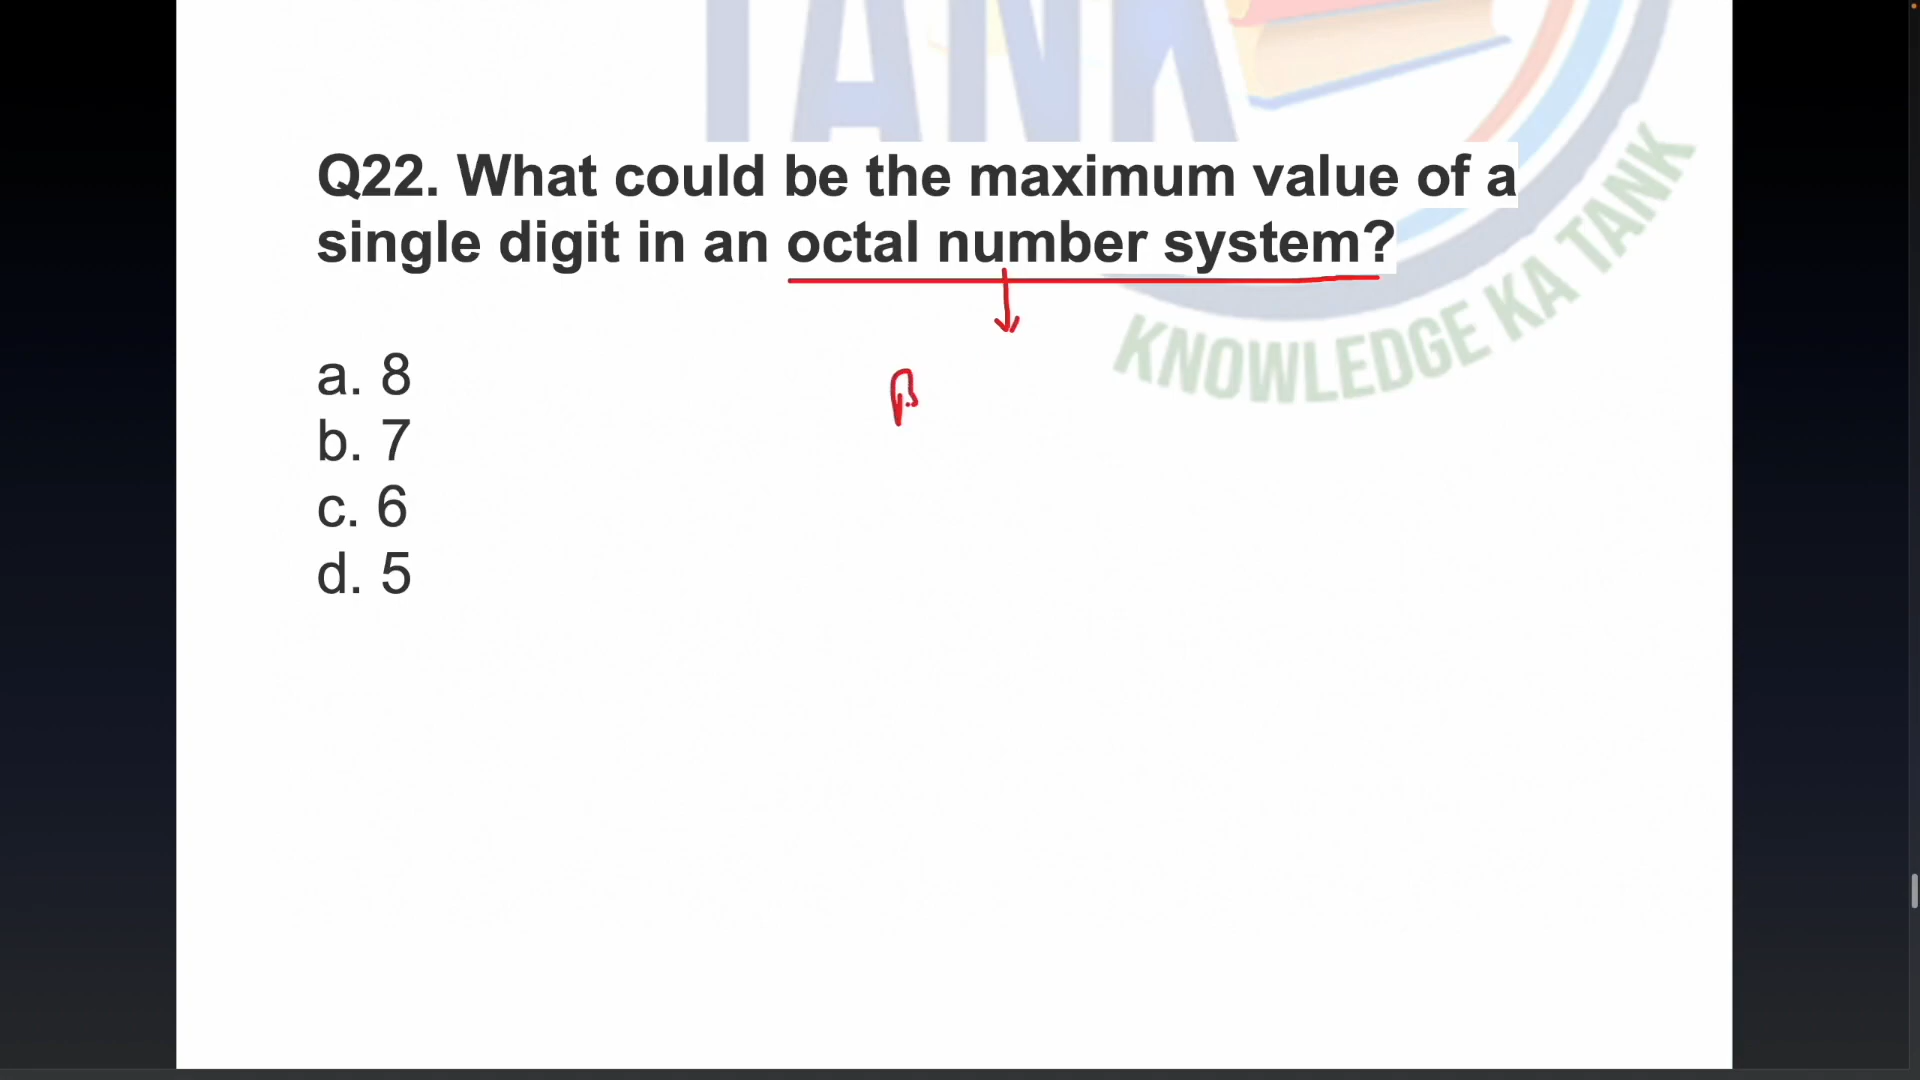 TANK
Q22. What could be the maximum value of a
single digit in an octal number system?
KNOWLEDGE KA TANK
a. 8
b. 7
c. 6
d. 5